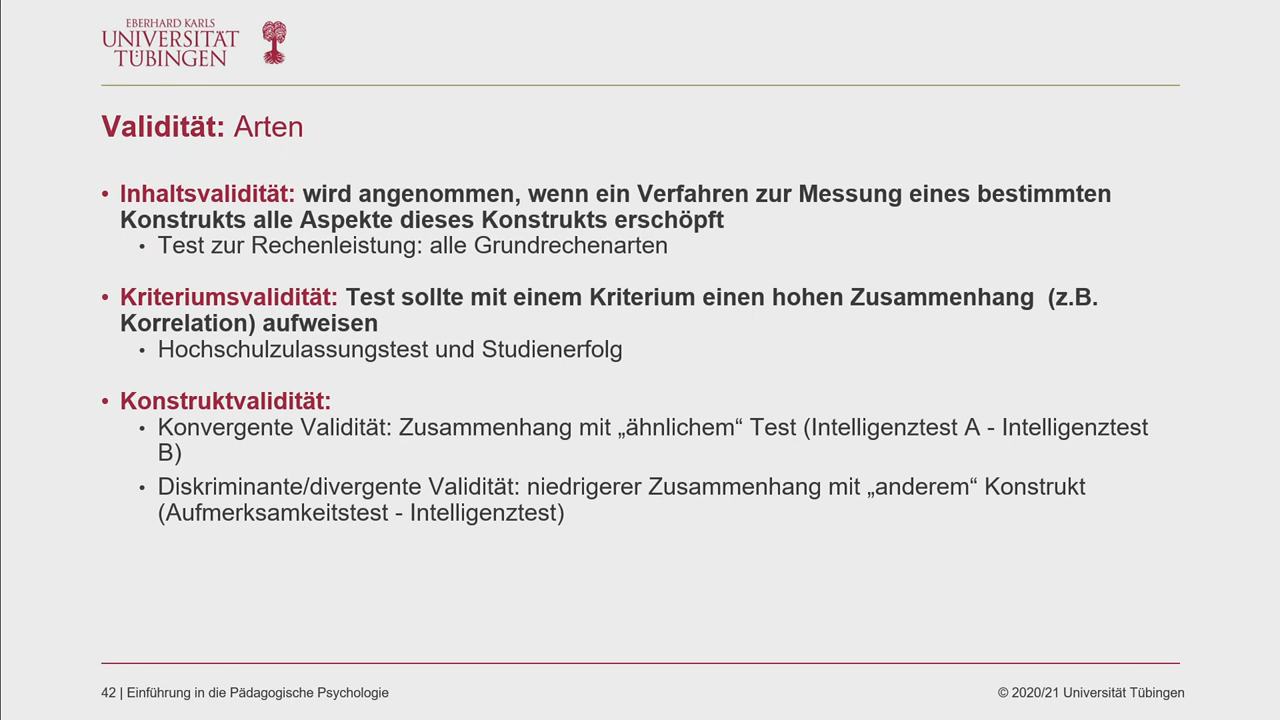 EBERHARD KARLS
UNIVERSITÄT
TÜBINGEN
Validität: Arten
• Inhaltsvalidität: wird angenommen, wenn ein Verfahren zur Messung eines bestimmten
Konstrukts alle Aspekte dieses Konstrukts erschöpft
• Test zur Rechenleistung: alle Grundrechenarten
• Kriteriumsvalidität: Test sollte mit einem Kriterium einen hohen Zusammenhang (z.B.
Korrelation) aufweisen
• Hochschulzulassungstest und Studienerfolg
• Konstruktvalidität:
• Konvergente Validität: Zusammenhang mit „ähnlichem“ Test (Intelligenztest A - Intelligenztest
B)
• Diskriminante/divergente Validität: niedrigerer Zusammenhang mit „anderem“ Konstrukt
(Aufmerksamkeitstest - Intelligenztest)
42 | Einführung in die Pädagogische Psychologie
© 2020/21 Universität Tübingen